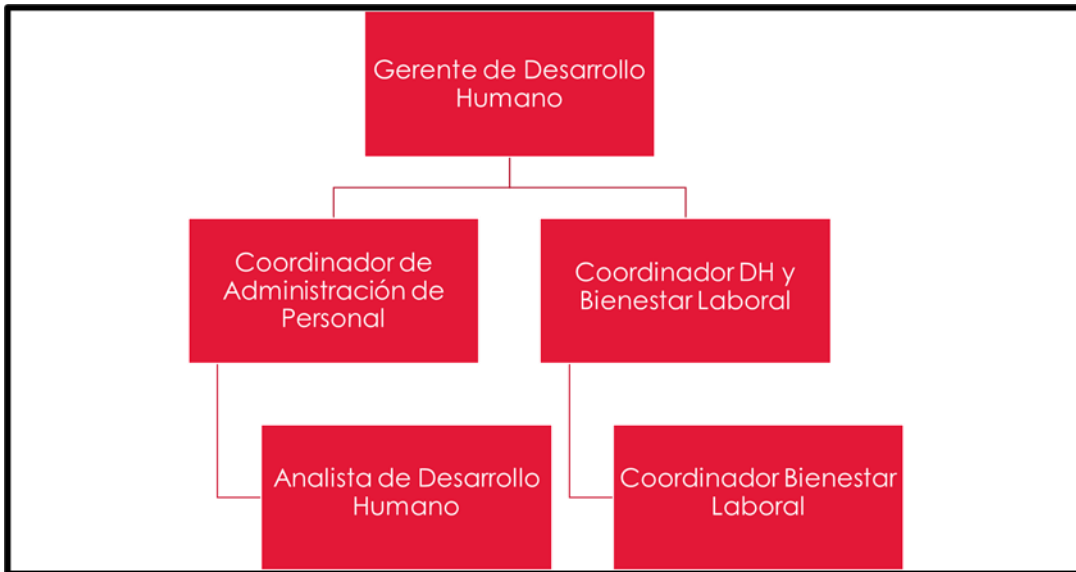 Gerente de Desarrollo
Humano
Coordinador de
Administración de
Personal
Coordinador DH y
Bienestar Laboral
Analista de Desarrollo
Humano
Coordinador Bienestar
Laboral